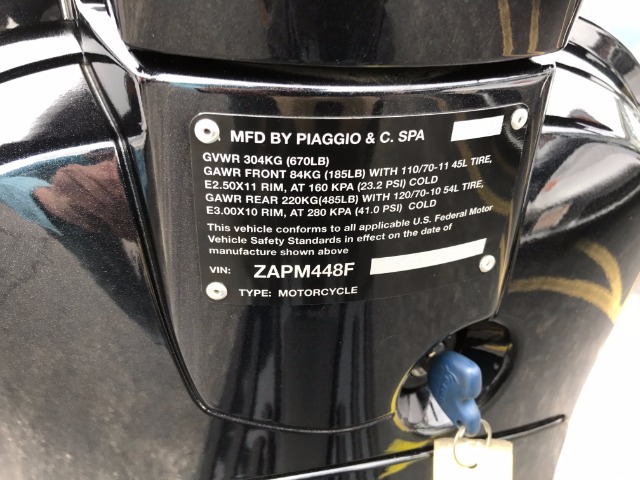 MFD BY PIAGGIO & C. SPA
GVWR 304KG (670LB)
GAWR FRONT 84KG (185LB) WITH 110/70-11 45L TIRE,
E2.50X11 RIM, AT 160 KPA (23.2 PSI) COLD
GAWR REAR 220KG(485LB) WITH 120/70-10 54L TIRE,
E3.00X10 RIM, AT 280 KPA (41.0 PSI) COLD
This vehicle conforms to all applicable U.S. Federal Motor
Vehicle Safety Standards in effect on the date of
manufacture shown above
VIN: ZAPM448F
TYPE: MOTORCYCLE